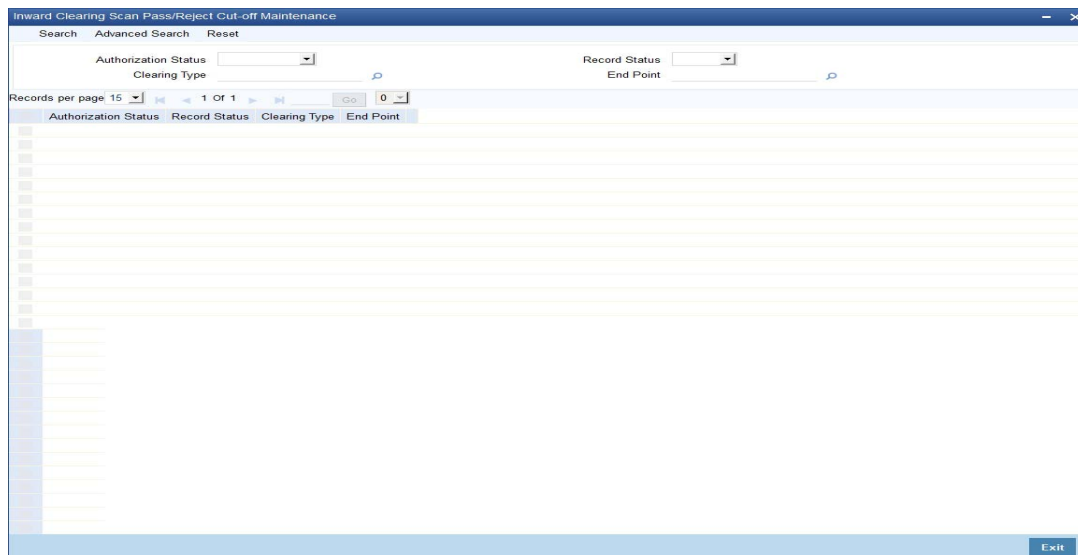 Inward Clearing Scan Pass/Reject Cut-off Maintenance
Search Advanced Search Reset
Authorization Status Record Status
Clearing Type End Point
Records per page 15 1 Of 1 Go 0
Authorization Status Record Status Clearing Type End Point
Exit